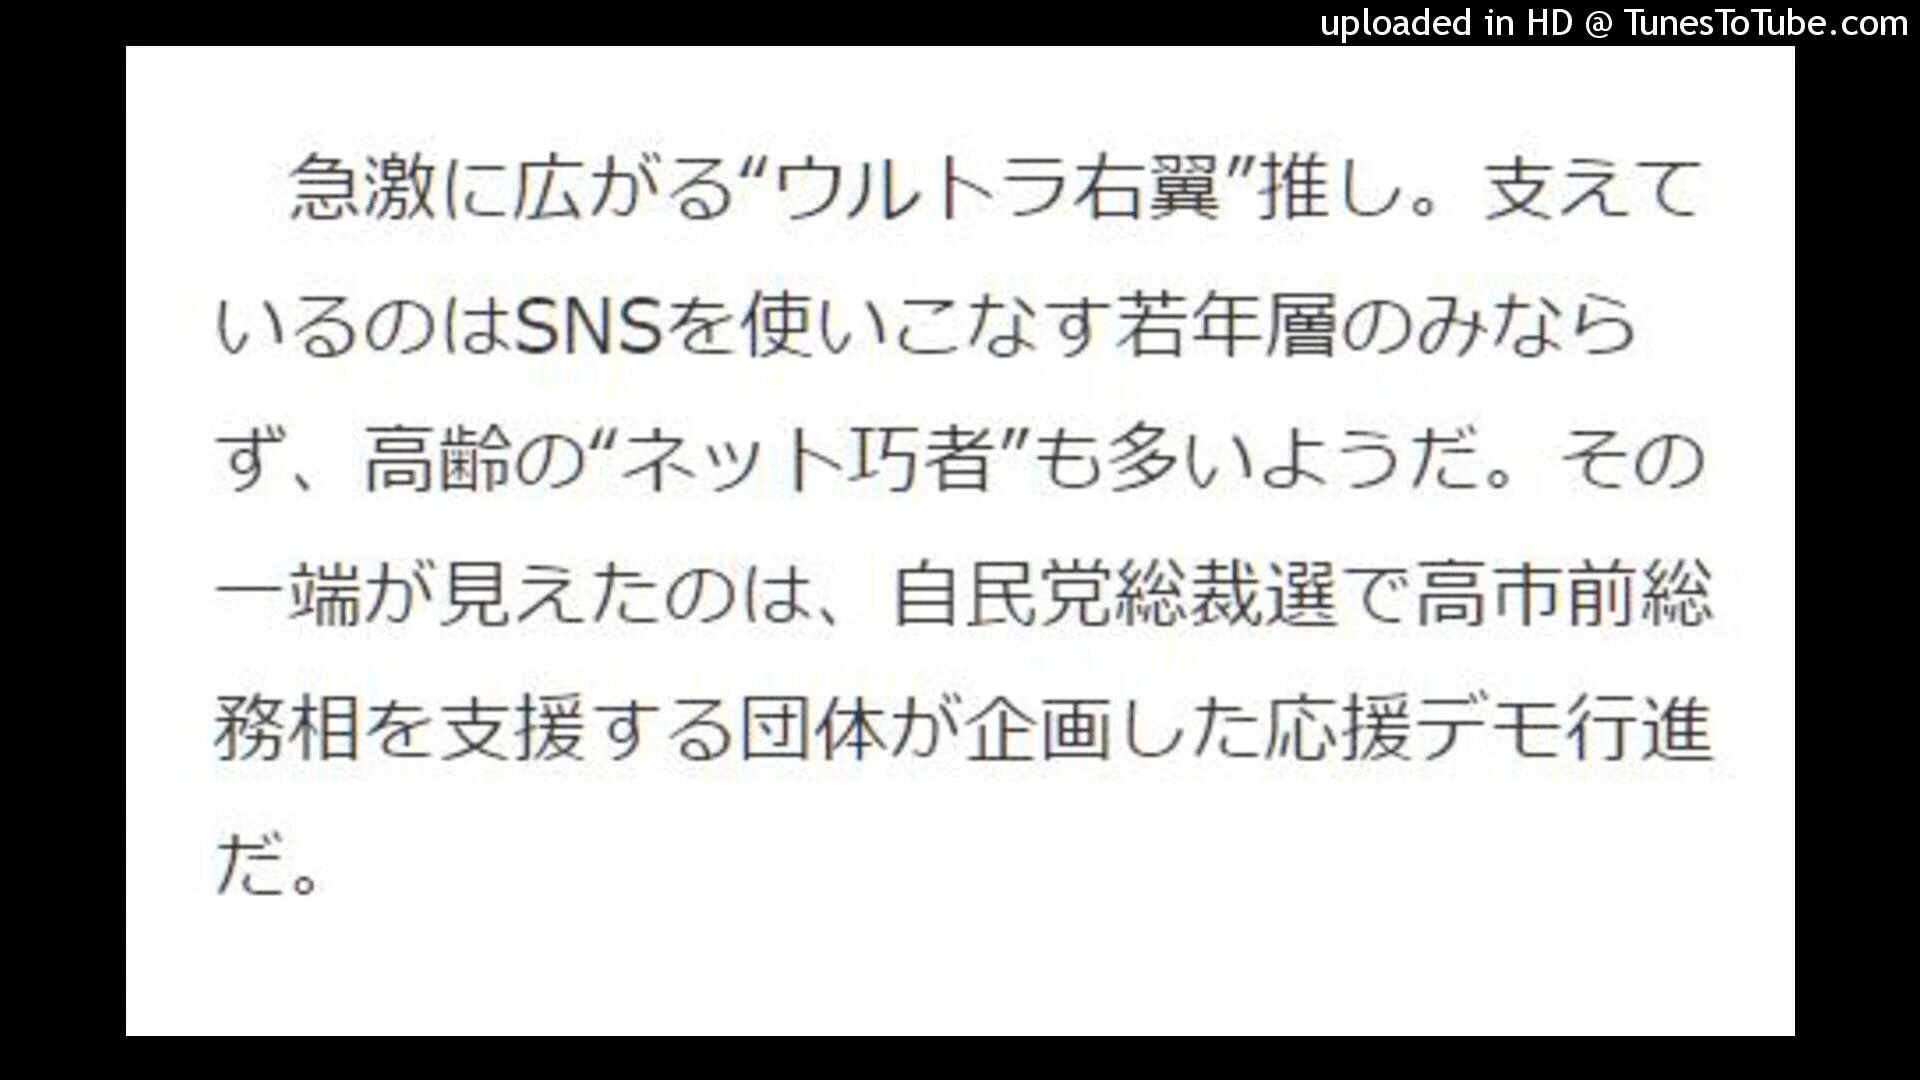 uploaded in HD @ TunesToTube.com
　急激に広がる“ウルトラ右翼”推し。支えて
いるのはSNSを使いこなす若年層のみなら
ず、高齢の“ネット巧者”も多いようだ。その
一端が見えたのは、自民党総裁選で高市前総
務相を支援する団体が企画した応援デモ行進
だ。